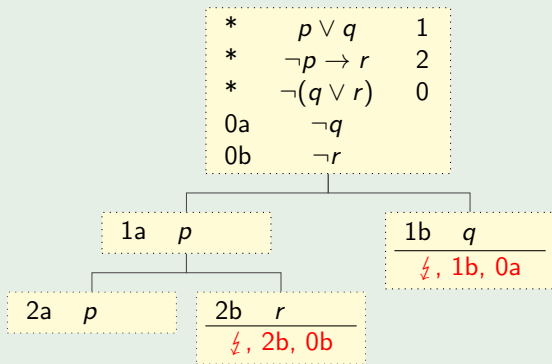 * p ∨ q 1
* ¬p → r 2
* ¬(q ∨ r) 0
0a ¬q
0b ¬r
1a p
1b q
↯, 1b, 0a
2a p
2b r
↯, 2b, 0b